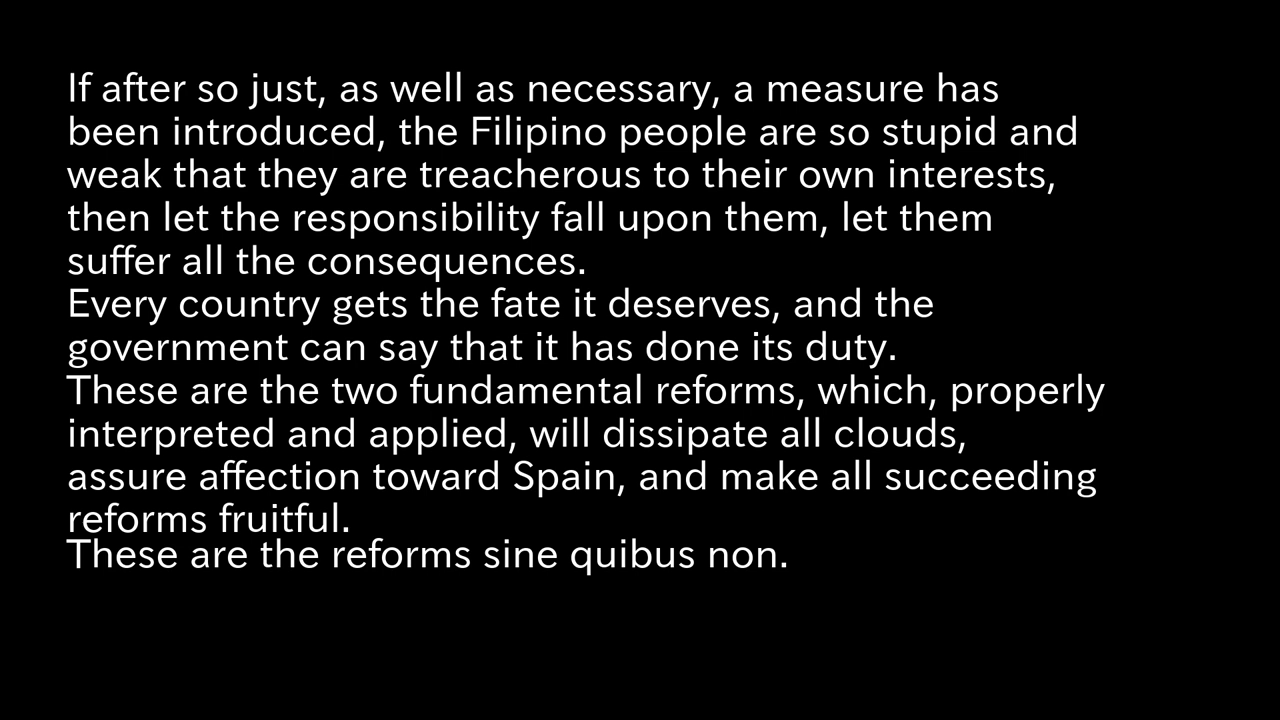 If after so just, as well as necessary, a measure has
been introduced, the Filipino people are so stupid and
weak that they are treacherous to their own interests,
then let the responsibility fall upon them, let them
suffer all the consequences.
Every country gets the fate it deserves, and the
government can say that it has done its duty.
These are the two fundamental reforms, which, properly
interpreted and applied, will dissipate all clouds,
assure affection toward Spain, and make all succeeding
reforms fruitful.
These are the reforms sine quibus non.